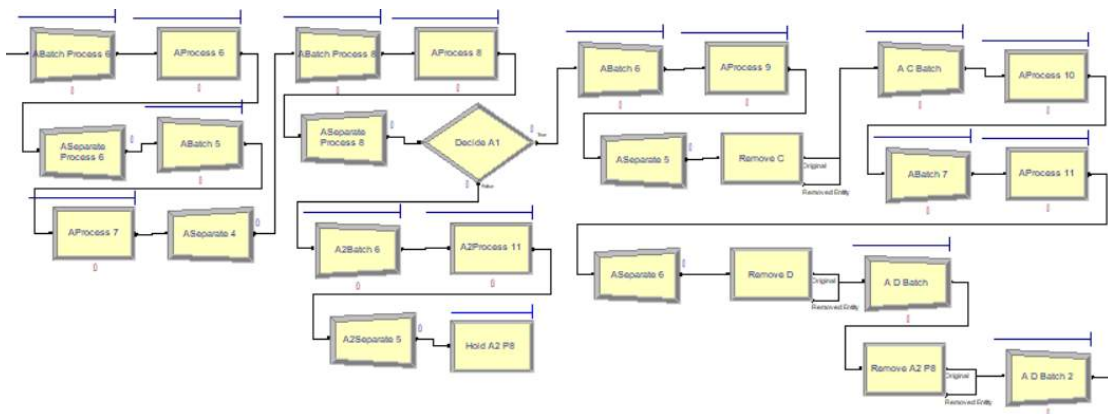 ABatch Process 6
AProcess 6
ASeparate
Process 6
ABatch 5
AProcess 7
ASeparate 4
ABatch Process 8
AProcess 8
ASeparate
Process 8
Decide A1
True
False
A2Batch 6
A2Process 11
A2Separate 5
Hold A2 P8
ABatch 6
AProcess 9
ASeparate 5
Remove C
Original
Removed Entity
A C Batch
AProcess 10
ABatch 7
AProcess 11
ASeparate 6
Remove D
Original
Removed Entity
A D Batch
Remove A2 P8
Original
Removed Entity
A D Batch 2